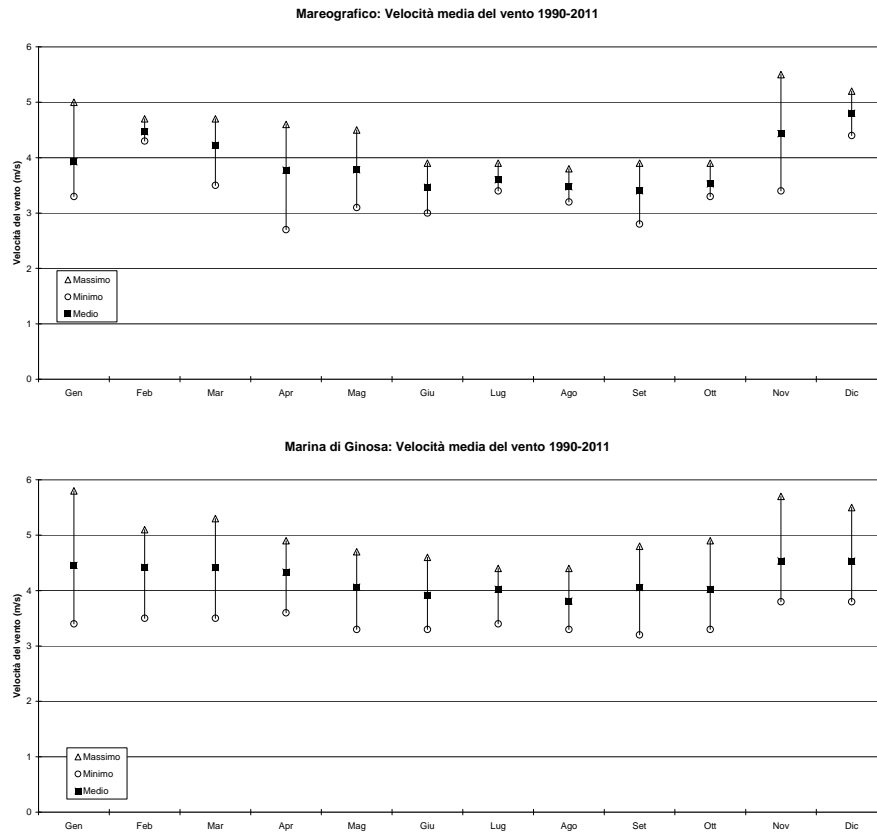 Mareografico: Velocità media del vento 1990-2011
6
5
4
3
2
1
0
Velocità del vento (m/s)
Massimo
Minimo
Medio
Gen Feb Mar Apr Mag Giu Lug Ago Set Ott Nov Dic
Marina di Ginosa: Velocità media del vento 1990-2011
6
5
4
3
2
1
0
Velocità del vento (m/s)
Massimo
Minimo
Medio
Gen Feb Mar Apr Mag Giu Lug Ago Set Ott Nov Dic